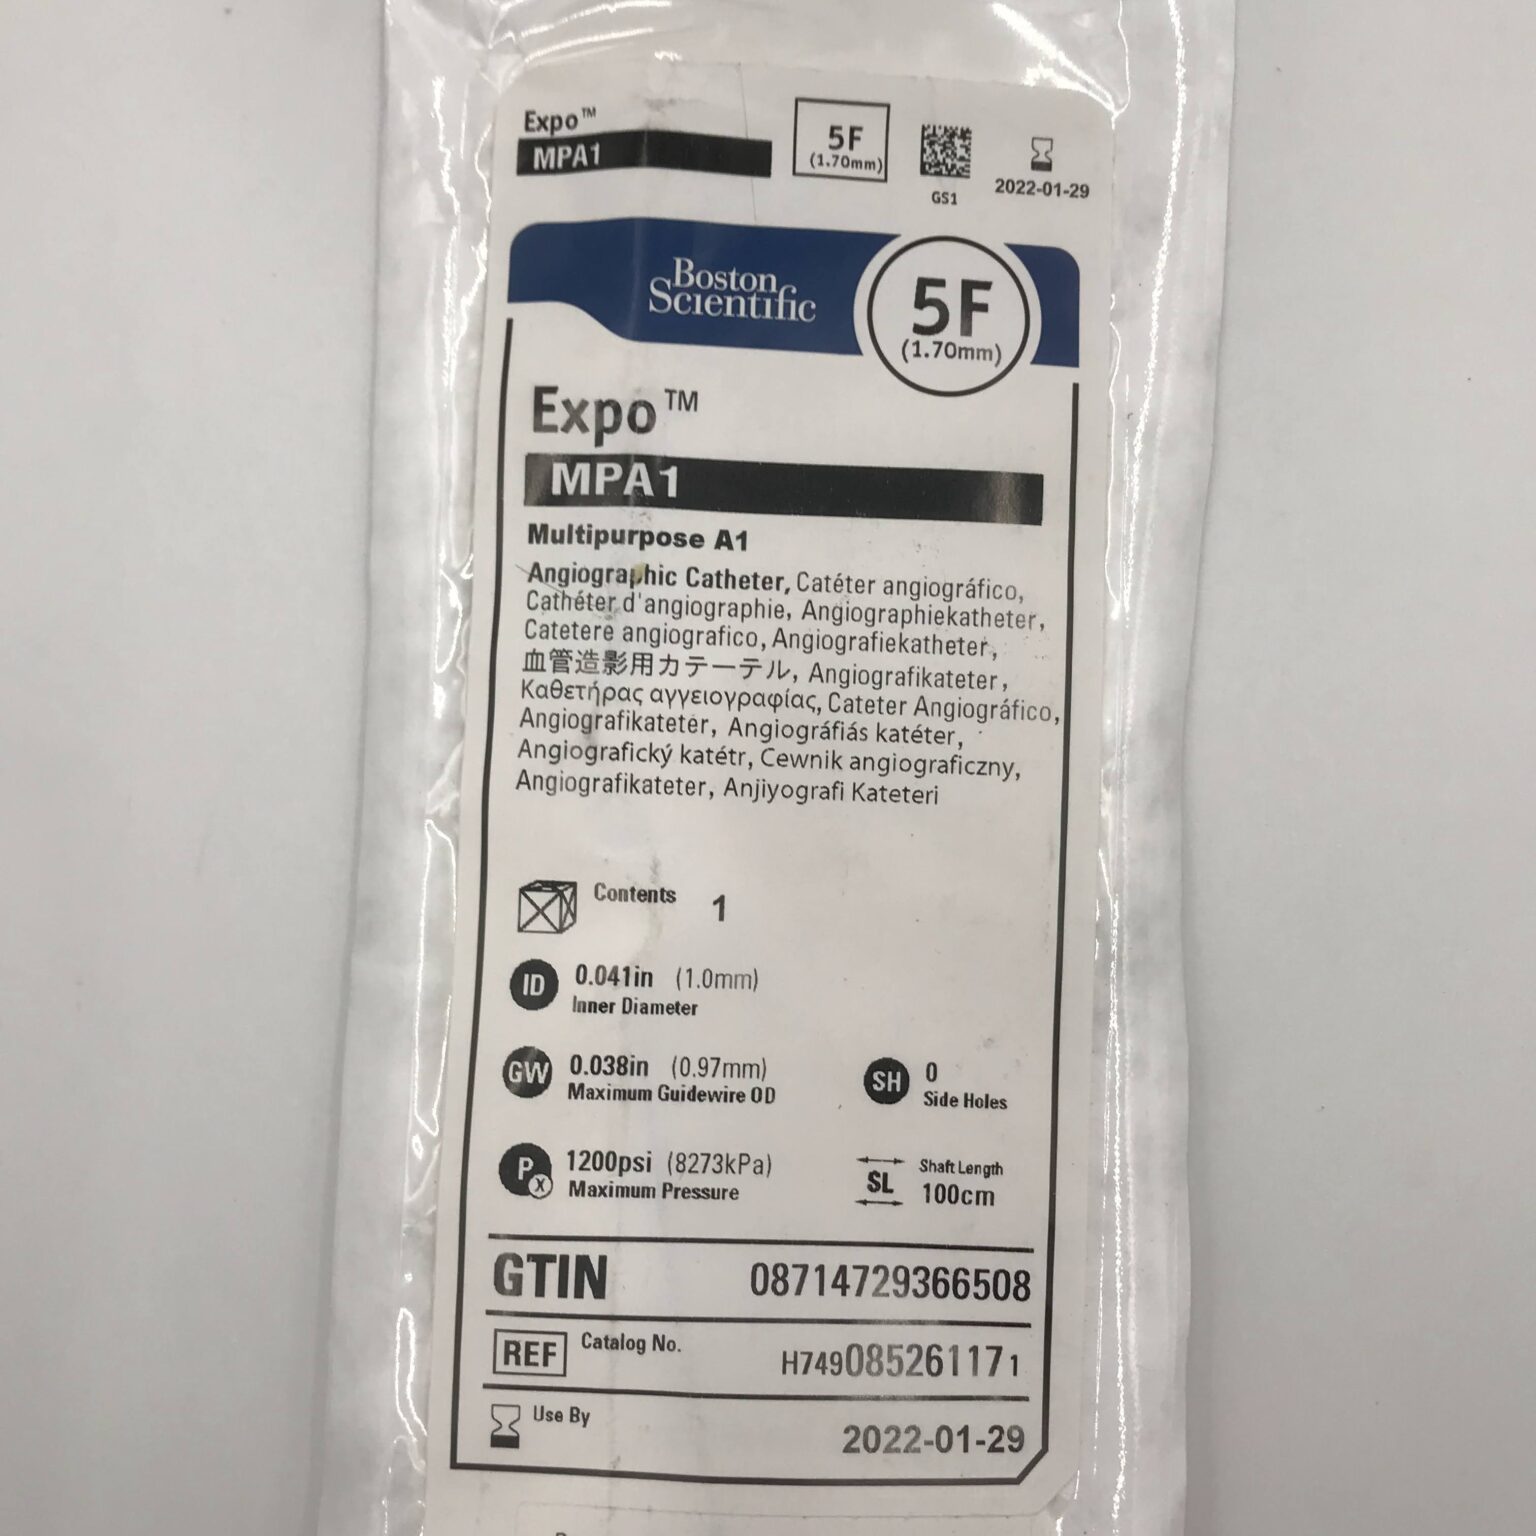 Expo™
MPA1
5F
(1.70mm)
GS1
2022-01-29
Boston
Scientific
5F
(1.70mm)
Expo™
MPA1
Multipurpose A1
Angiographic Catheter, Catéter angiográfico,
Cathéter d'angiographie, Angiographiekatheter,
Catetere angiografico, Angiografiekatheter,
血管造影用カテーテル, Angiografikateter,
Καθετήρας αγγειογραφίας, Cateter Angiográfico,
Angiografikateter, Angiográfiás katéter,
Angiografický katétr, Cewnik angiograficzny,
Angiografikateter, Anjiyografi Kateteri
Contents 1
ID 0.041in (1.0mm)
Inner Diameter
GW 0.038in (0.97mm)
Maximum Guidewire OD
SH 0
Side Holes
Px 1200psi (8273kPa)
Maximum Pressure
SL Shaft Length
100cm
GTIN 08714729366508
REF Catalog No. H749085261171
Use By 2022-01-29